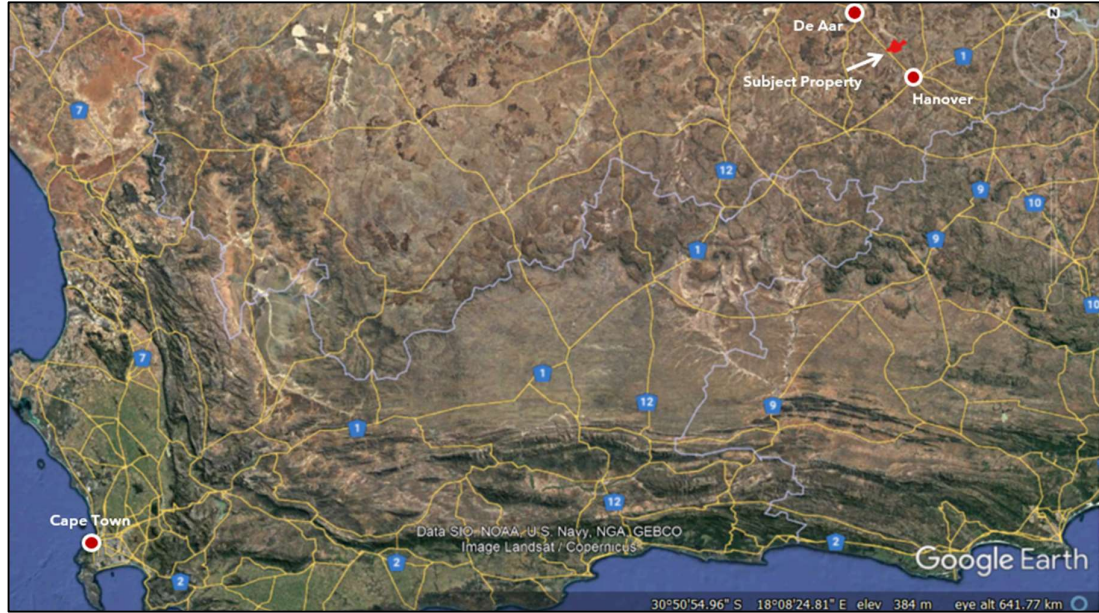 De Aar
N
1
Subject Property
Hanover
7
12
9
10
9
1
10
7
1
12
9
1
12
Cape Town
Data SIO, NOAA, U.S. Navy, NGA, GEBCO
Image Landsat / Copernicus
2
2
2
Google Earth
30°50'54.96" S 18°08'24.81" E elev 384 m eye alt 641.77 km